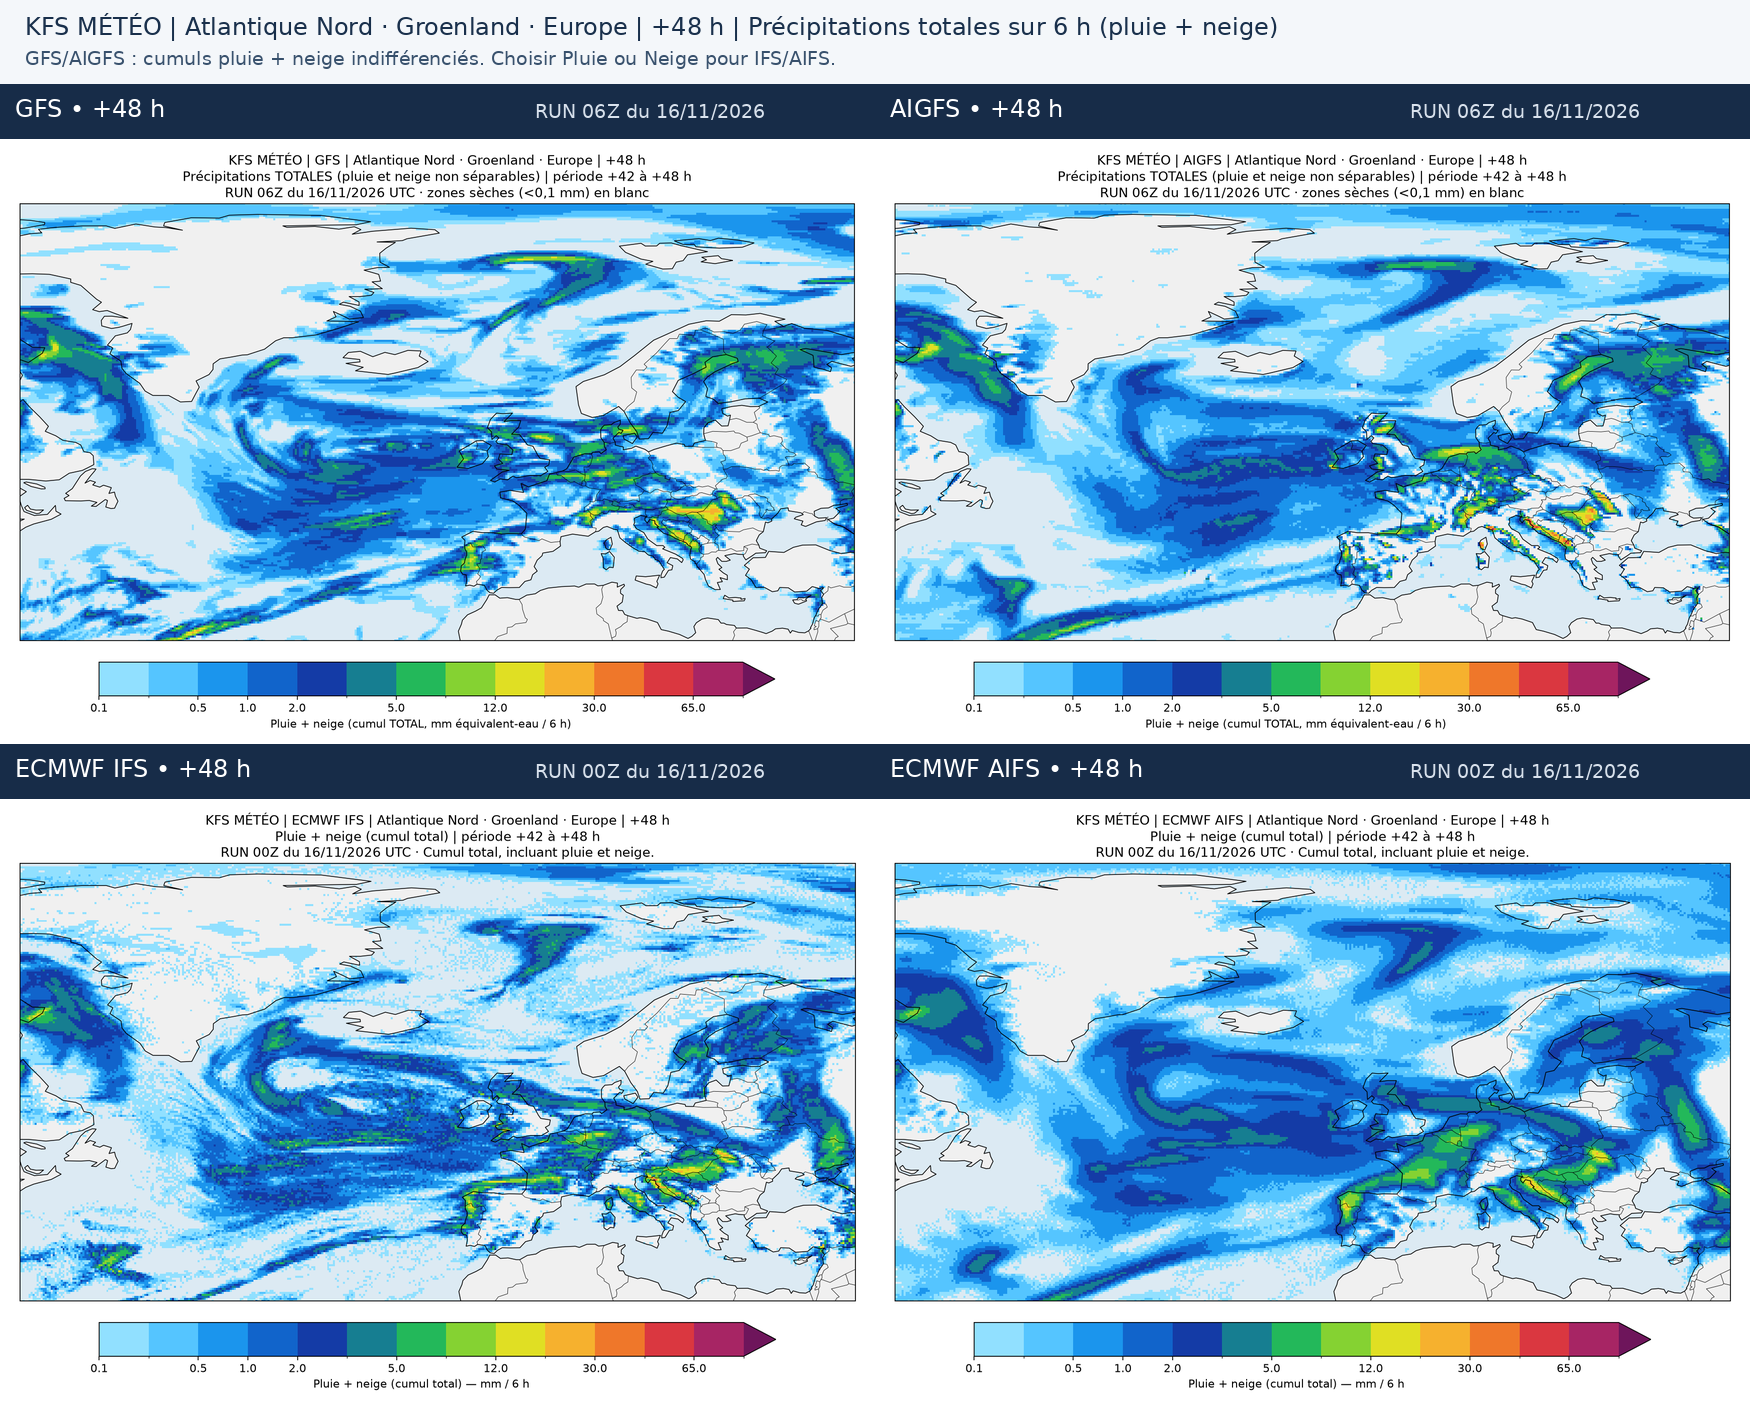 KFS MÉTÉO | Atlantique Nord · Groenland · Europe | +48 h | Précipitations totales sur 6 h (pluie + neige)
GFS/AIGFS : cumuls pluie + neige indifférenciés. Choisir Pluie ou Neige pour IFS/AIFS.
GFS • +48 h
RUN 06Z du 16/11/2026
AIGFS • +48 h
RUN 06Z du 16/11/2026
KFS MÉTÉO | GFS | Atlantique Nord · Groenland · Europe | +48 h
Précipitations TOTALES (pluie et neige non séparables) | période +42 à +48 h
RUN 06Z du 16/11/2026 UTC · zones sèches (<0,1 mm) en blanc
KFS MÉTÉO | AIGFS | Atlantique Nord · Groenland · Europe | +48 h
Précipitations TOTALES (pluie et neige non séparables) | période +42 à +48 h
RUN 06Z du 16/11/2026 UTC · zones sèches (<0,1 mm) en blanc
0.1 0.5 1.0 2.0 5.0 12.0 30.0 65.0
Pluie + neige (cumul TOTAL, mm équivalent-eau / 6 h)
0.1 0.5 1.0 2.0 5.0 12.0 30.0 65.0
Pluie + neige (cumul TOTAL, mm équivalent-eau / 6 h)
ECMWF IFS • +48 h
RUN 00Z du 16/11/2026
ECMWF AIFS • +48 h
RUN 00Z du 16/11/2026
KFS MÉTÉO | ECMWF IFS | Atlantique Nord · Groenland · Europe | +48 h
Pluie + neige (cumul total) | période +42 à +48 h
RUN 00Z du 16/11/2026 UTC · Cumul total, incluant pluie et neige.
KFS MÉTÉO | ECMWF AIFS | Atlantique Nord · Groenland · Europe | +48 h
Pluie + neige (cumul total) | période +42 à +48 h
RUN 00Z du 16/11/2026 UTC · Cumul total, incluant pluie et neige.
0.1 0.5 1.0 2.0 5.0 12.0 30.0 65.0
Pluie + neige (cumul total) — mm / 6 h
0.1 0.5 1.0 2.0 5.0 12.0 30.0 65.0
Pluie + neige (cumul total) — mm / 6 h